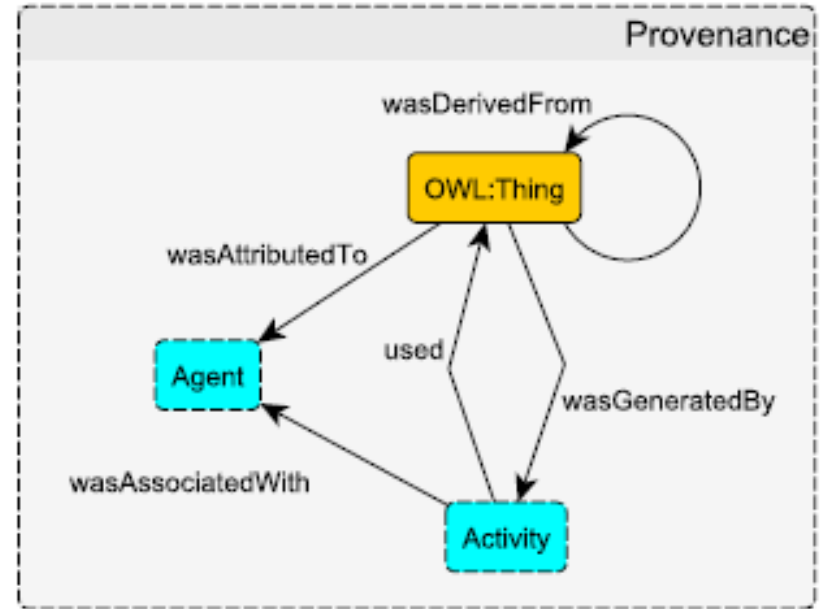 Provenance
wasDerivedFrom
OWL:Thing
wasAttributedTo
used
Agent
wasGeneratedBy
wasAssociatedWith
Activity